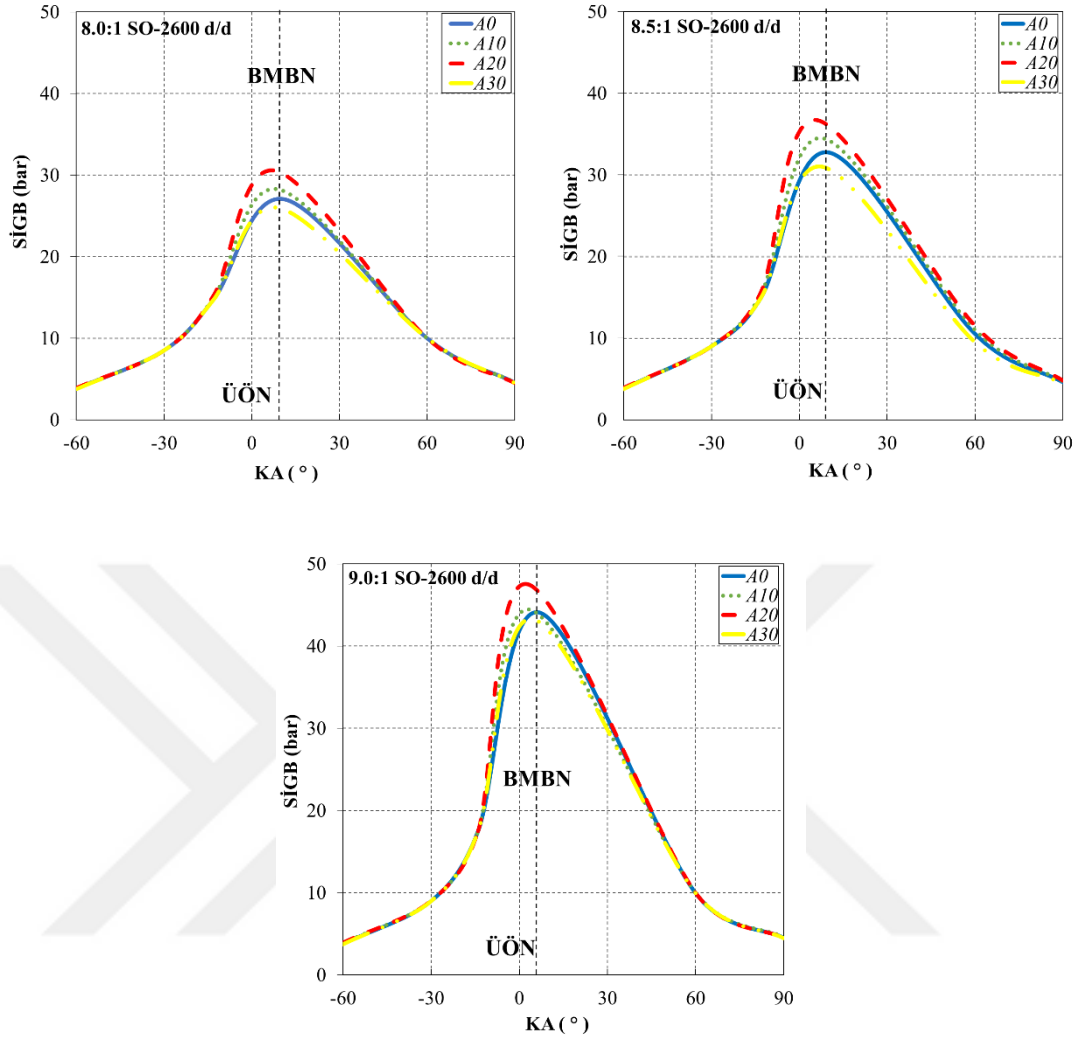 8.0:1 SO-2600 d/d
A0
A10
A20
A30
BMBN
ÜÖN
SİGB (bar)
50
40
30
20
10
0
-60 -30 0 30 60 90
KA ( ° )
8.5:1 SO-2600 d/d
A0
A10
A20
A30
BMBN
ÜÖN
SİGB (bar)
50
40
30
20
10
0
-60 -30 0 30 60 90
KA ( ° )
9.0:1 SO-2600 d/d
A0
A10
A20
A30
BMBN
ÜÖN
SİGB (bar)
50
40
30
20
10
0
-60 -30 0 30 60 90
KA ( ° )